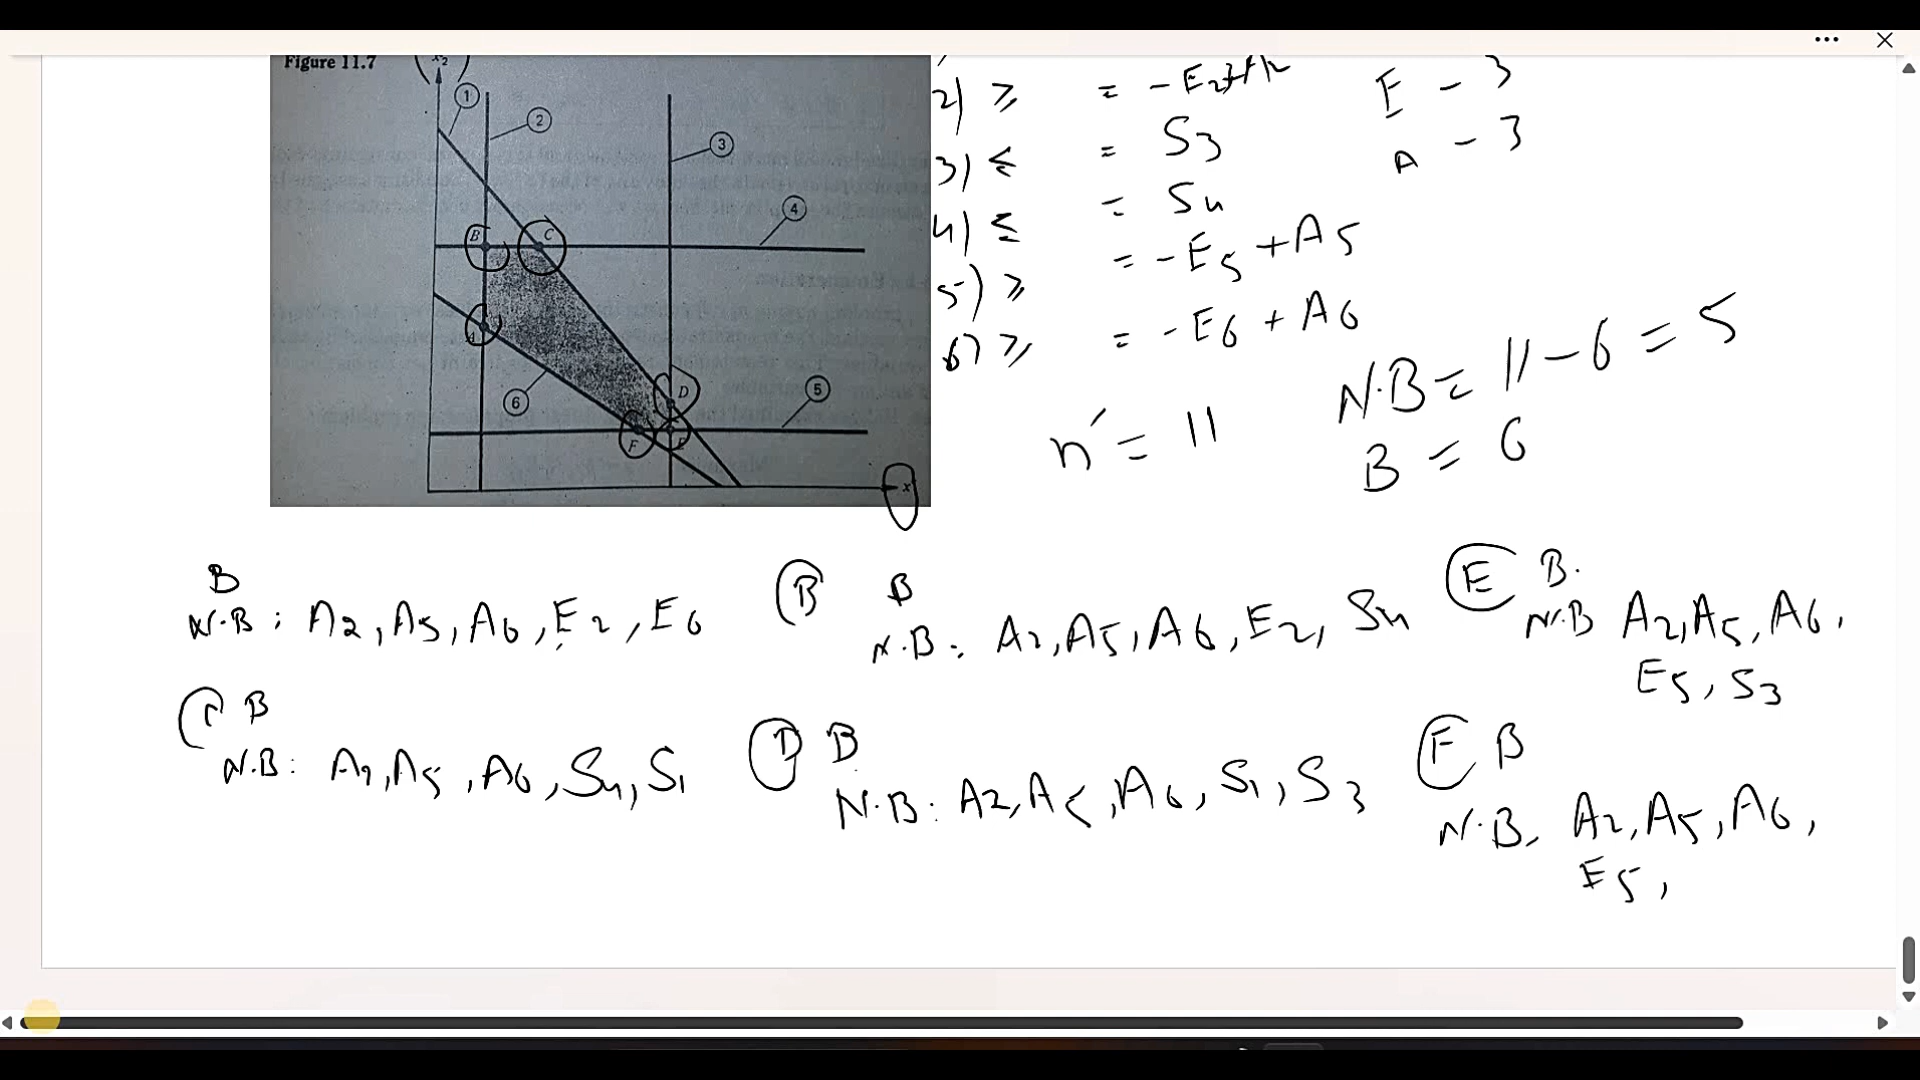 Figure 11.7
x2
1
2
3
4
5
6
B
C
A
D
F
E
x
2) ⩾ = -E2+A2
3) ≤ = S3
4) ≤ = S4
5) ⩾ = -E5 + A5
6) ⩾ = -E6 + A6
E - 3
A - 3
n' = 11
N.B = 11 - 6 = 5
B = 6
B
N.B : A2, A5, A6, E2, E6
B B
N.B : A2, A5, A6, E2, S4
E B.
N.B A2, A5, A6,
E5, S3
C B
N.B : A2, A5, A6, S4, S1
D B
N.B : A2, A5, A6, S1, S3
F B
N.B, A2, A5, A6,
E5,